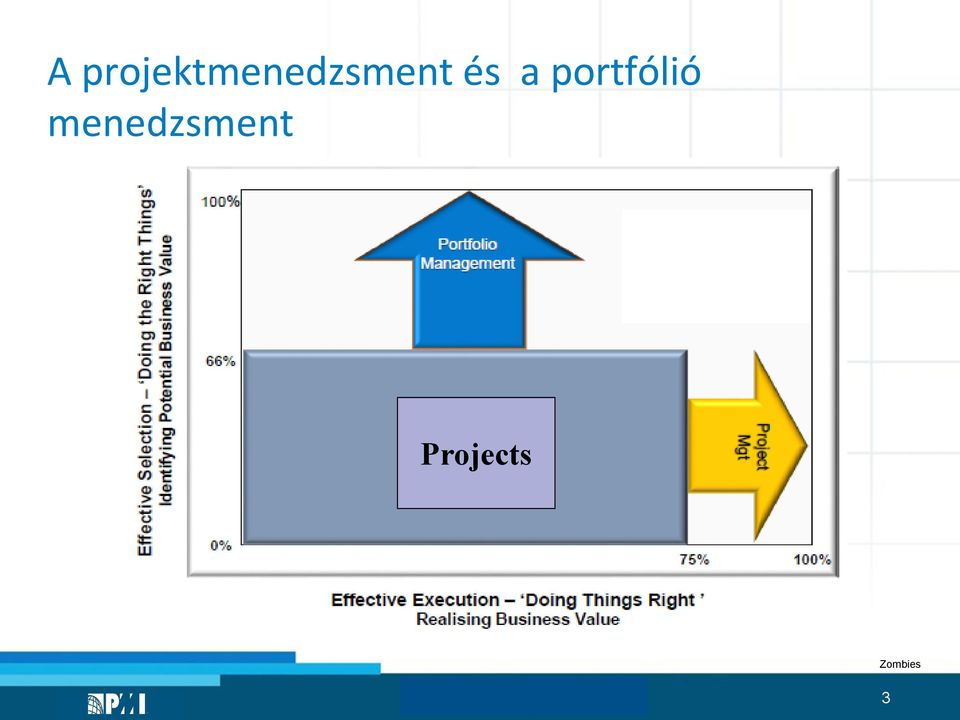 A projektmenedzsment és a portfólió
menedzsment
Effective Selection – ‘Doing the Right Things’
Identifying Potential Business Value
100%
Portfolio
Management
66%
Projects
Project
Mgt
0%
75%
100%
Effective Execution – ‘Doing Things Right ’
Realising Business Value
Zombies
PMI
3